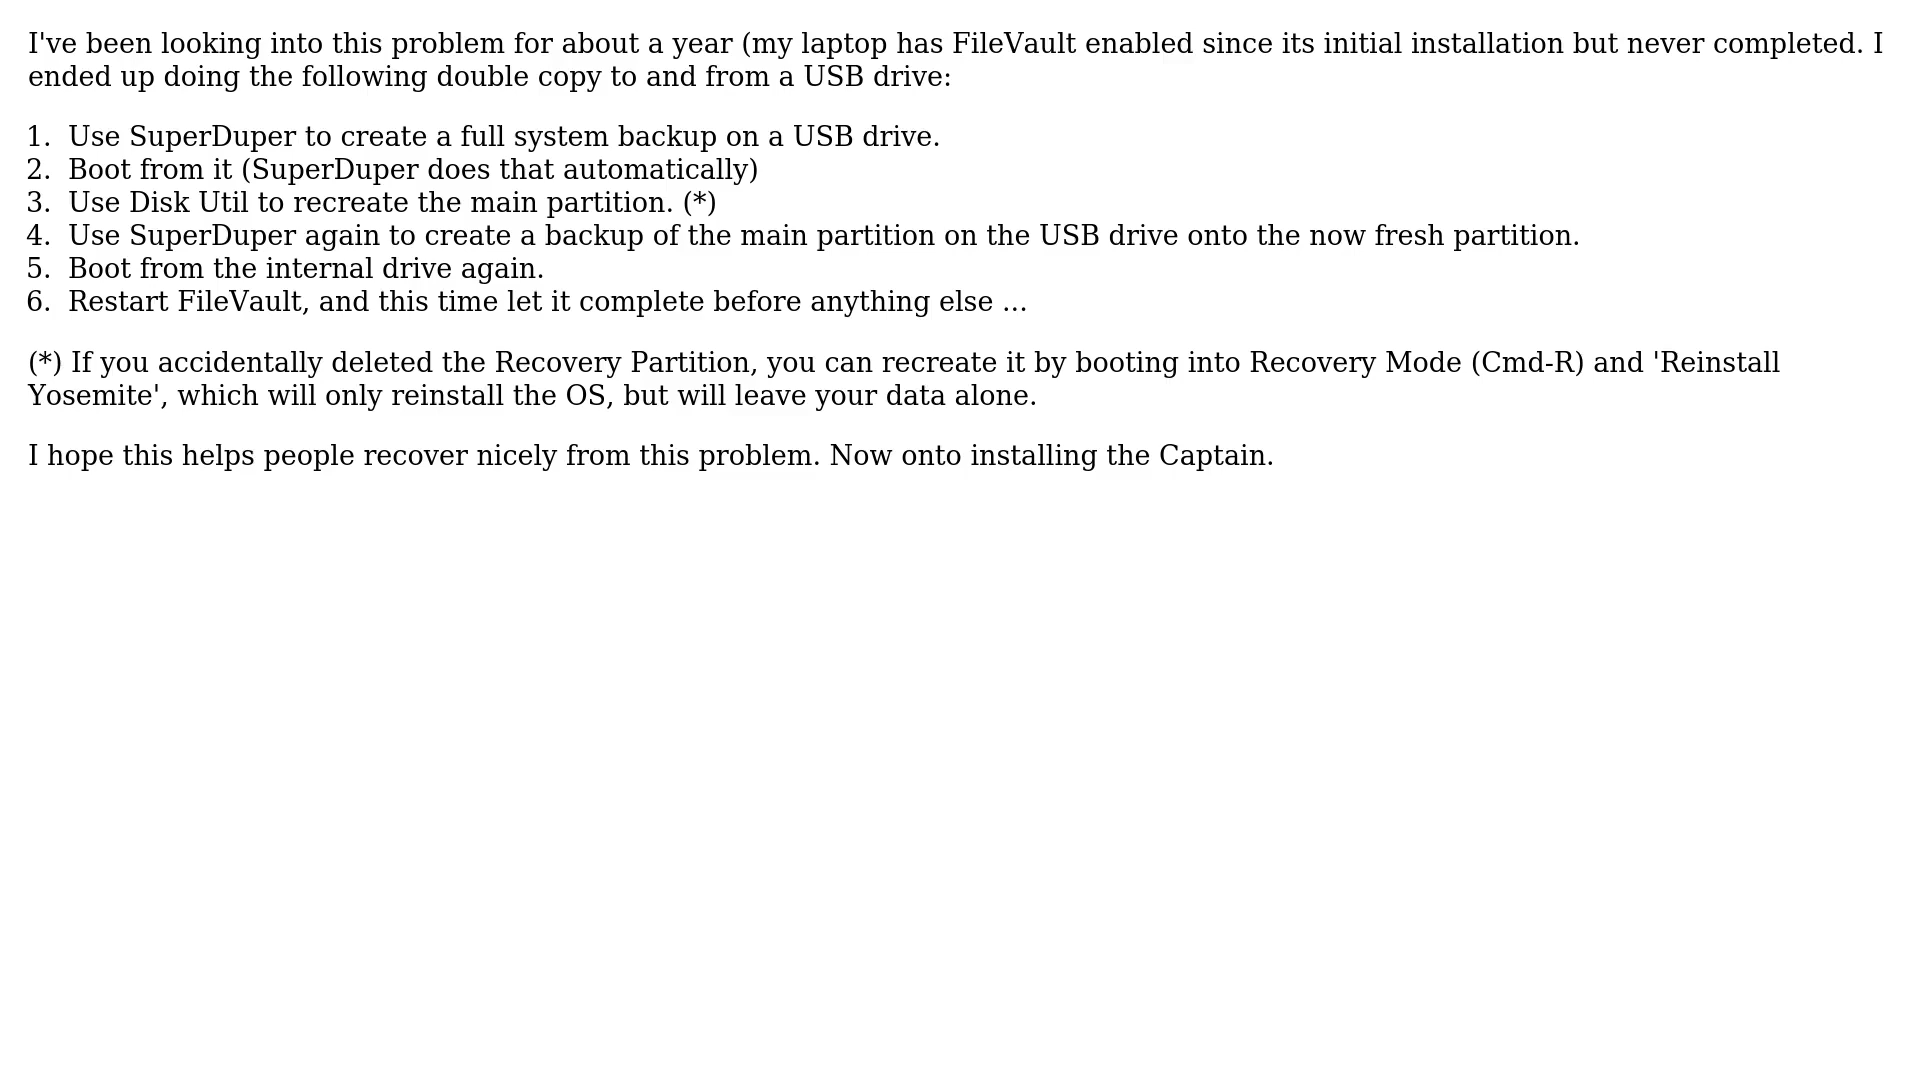 I've been looking into this problem for about a year (my laptop has FileVault enabled since its initial installation but never completed. I
ended up doing the following double copy to and from a USB drive:
1. Use SuperDuper to create a full system backup on a USB drive.
2. Boot from it (SuperDuper does that automatically)
3. Use Disk Util to recreate the main partition. (*)
4. Use SuperDuper again to create a backup of the main partition on the USB drive onto the now fresh partition.
5. Boot from the internal drive again.
6. Restart FileVault, and this time let it complete before anything else ...
(*) If you accidentally deleted the Recovery Partition, you can recreate it by booting into Recovery Mode (Cmd-R) and 'Reinstall
Yosemite', which will only reinstall the OS, but will leave your data alone.
I hope this helps people recover nicely from this problem. Now onto installing the Captain.